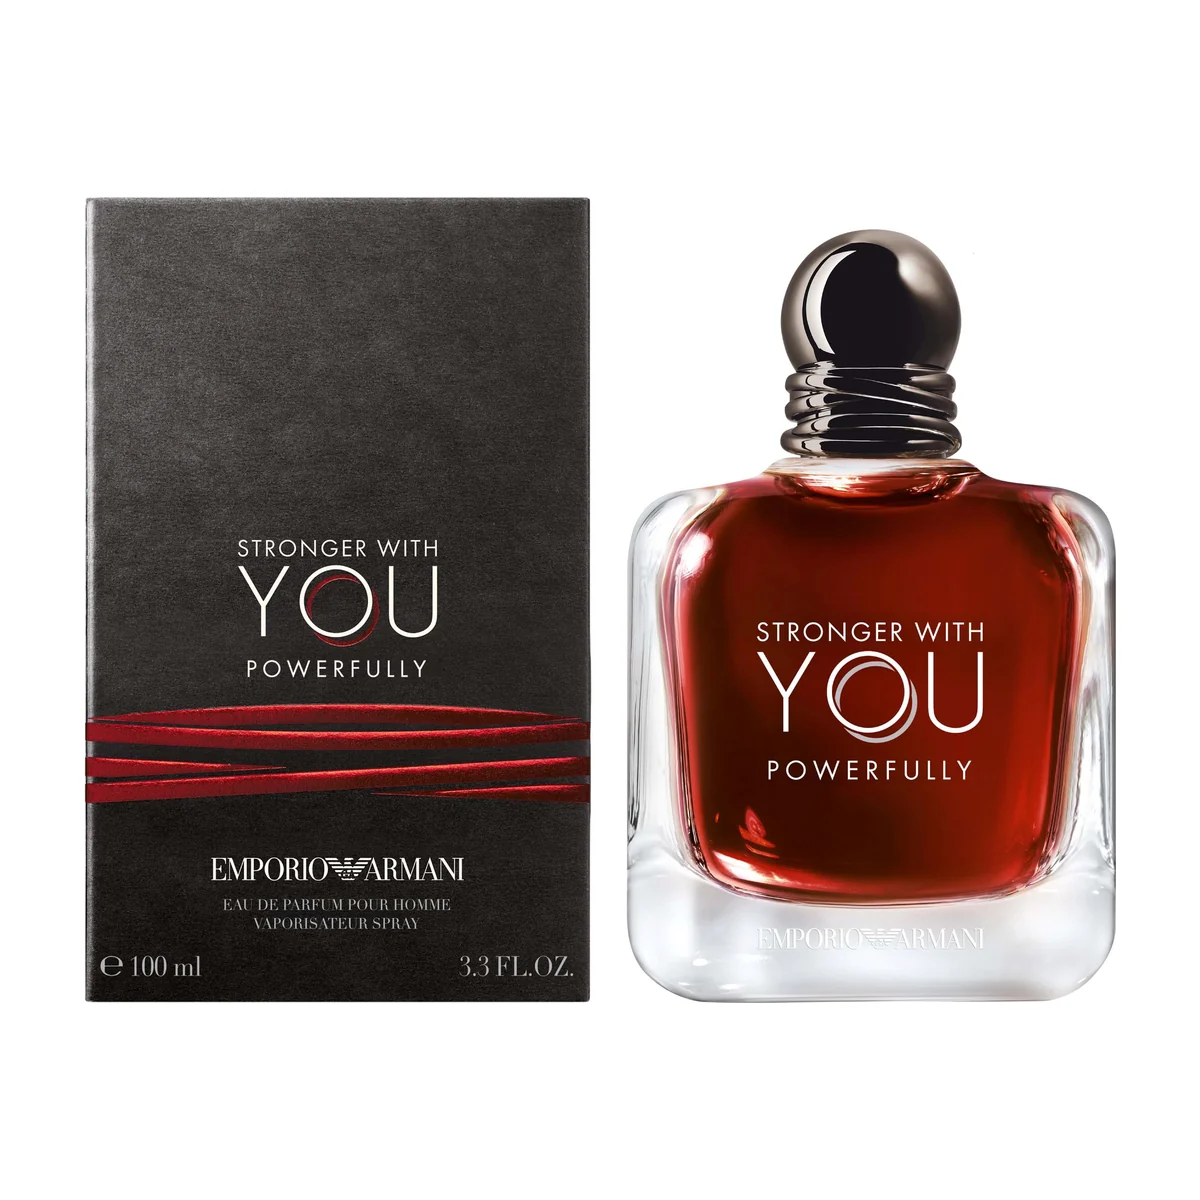 STRONGER WITH
YOU
POWERFULLY
EMPORIO ARMANI
EAU DE PARFUM POUR HOMME
VAPORISATEUR SPRAY
℮ 100 ml 3.3 FL.OZ.
STRONGER WITH
YOU
POWERFULLY
EMPORIO ARMANI